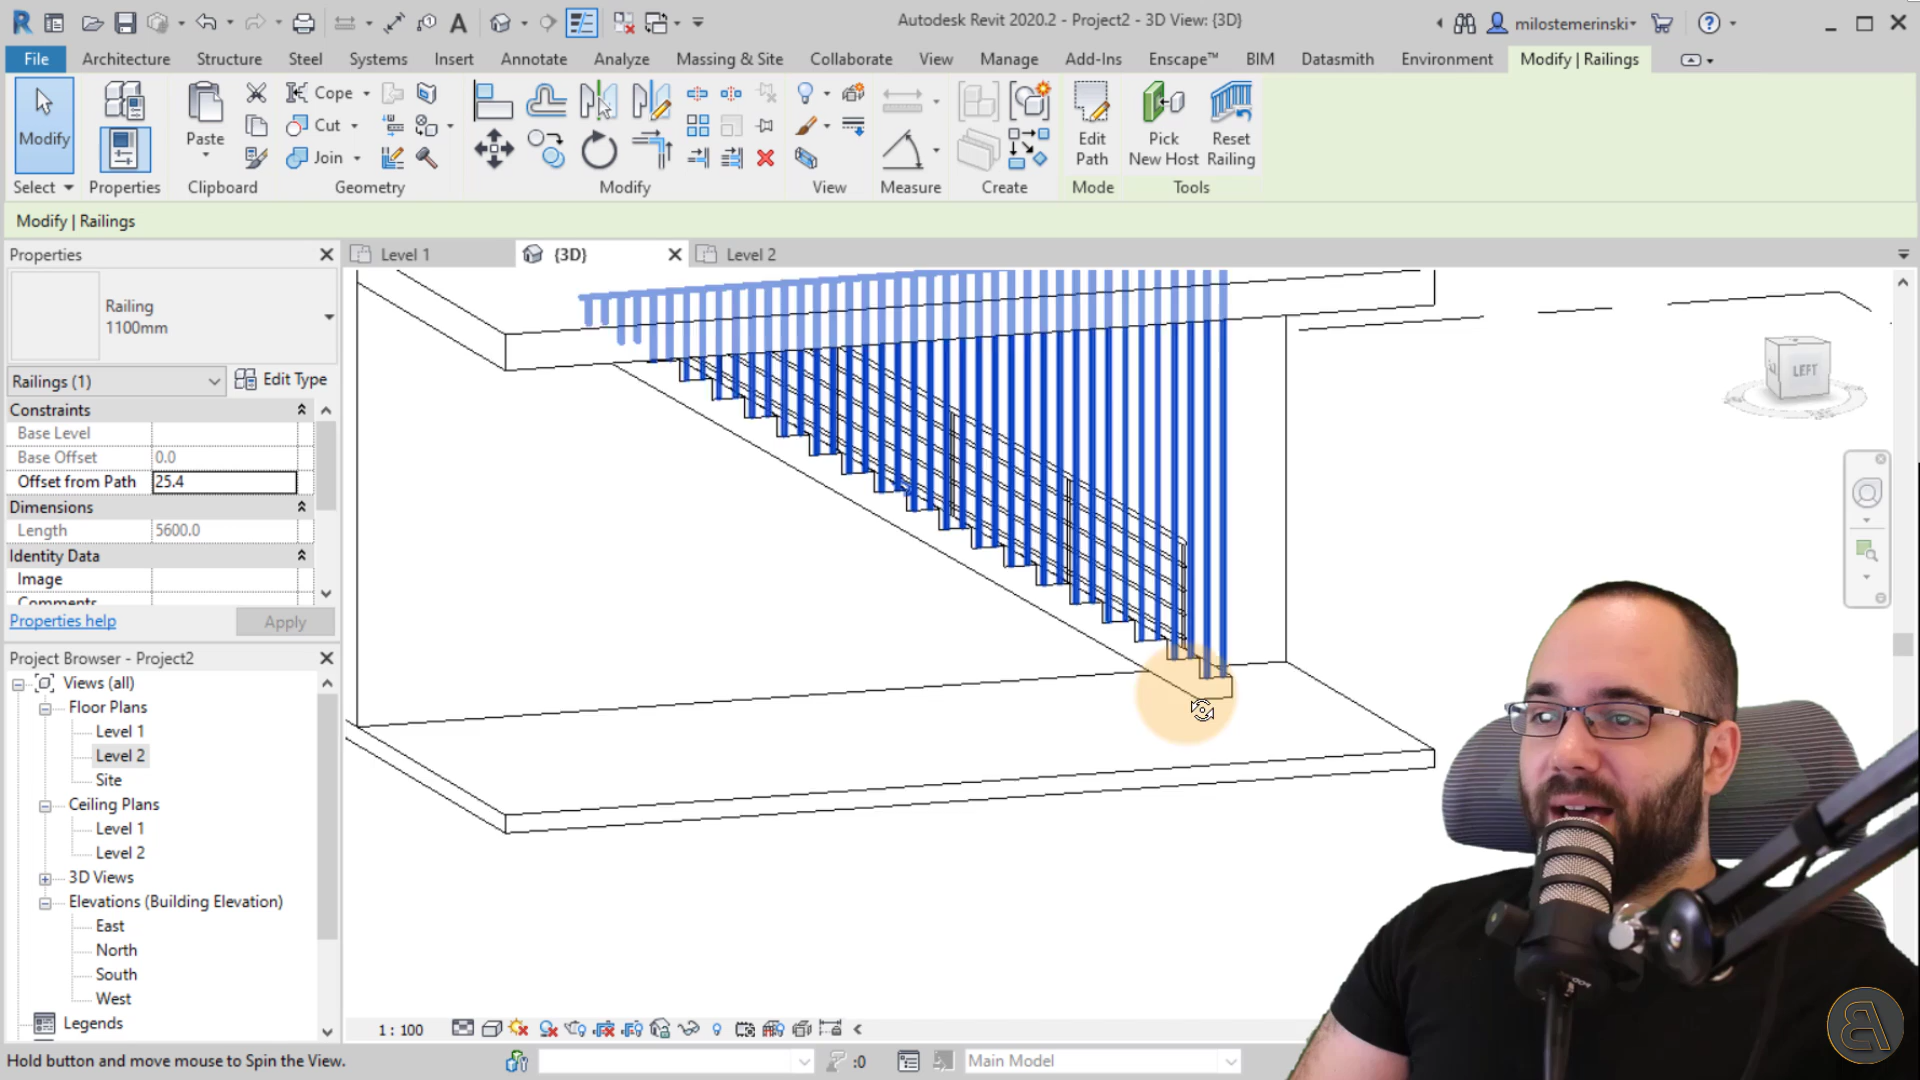 Autodesk Revit 2020.2 - Project2 - 3D View: {3D}
milostemerinski
File
Architecture
Structure
Steel
Systems
Insert
Annotate
Analyze
Massing & Site
Collaborate
View
Manage
Add-Ins
Enscape™
BIM
Datasmith
Environment
Modify | Railings
Modify
Paste
Cope
Cut
Join
Edit
Path
Pick
New Host
Reset
Railing
Select
Properties
Clipboard
Geometry
Modify
View
Measure
Create
Mode
Tools
Modify | Railings
Properties
Level 1
{3D}
Level 2
Railing
1100mm
Railings (1)
Edit Type
Constraints
Base Level
Base Offset
0.0
Offset from Path
25.4
Dimensions
Length
5600.0
Identity Data
Image
Comments
Properties help
Apply
LEFT
Project Browser - Project2
Views (all)
Floor Plans
Level 1
Level 2
Site
Ceiling Plans
Level 1
Level 2
3D Views
Elevations (Building Elevation)
East
North
South
West
Legends
1 : 100
Hold button and move mouse to Spin the View.
:0
Main Model